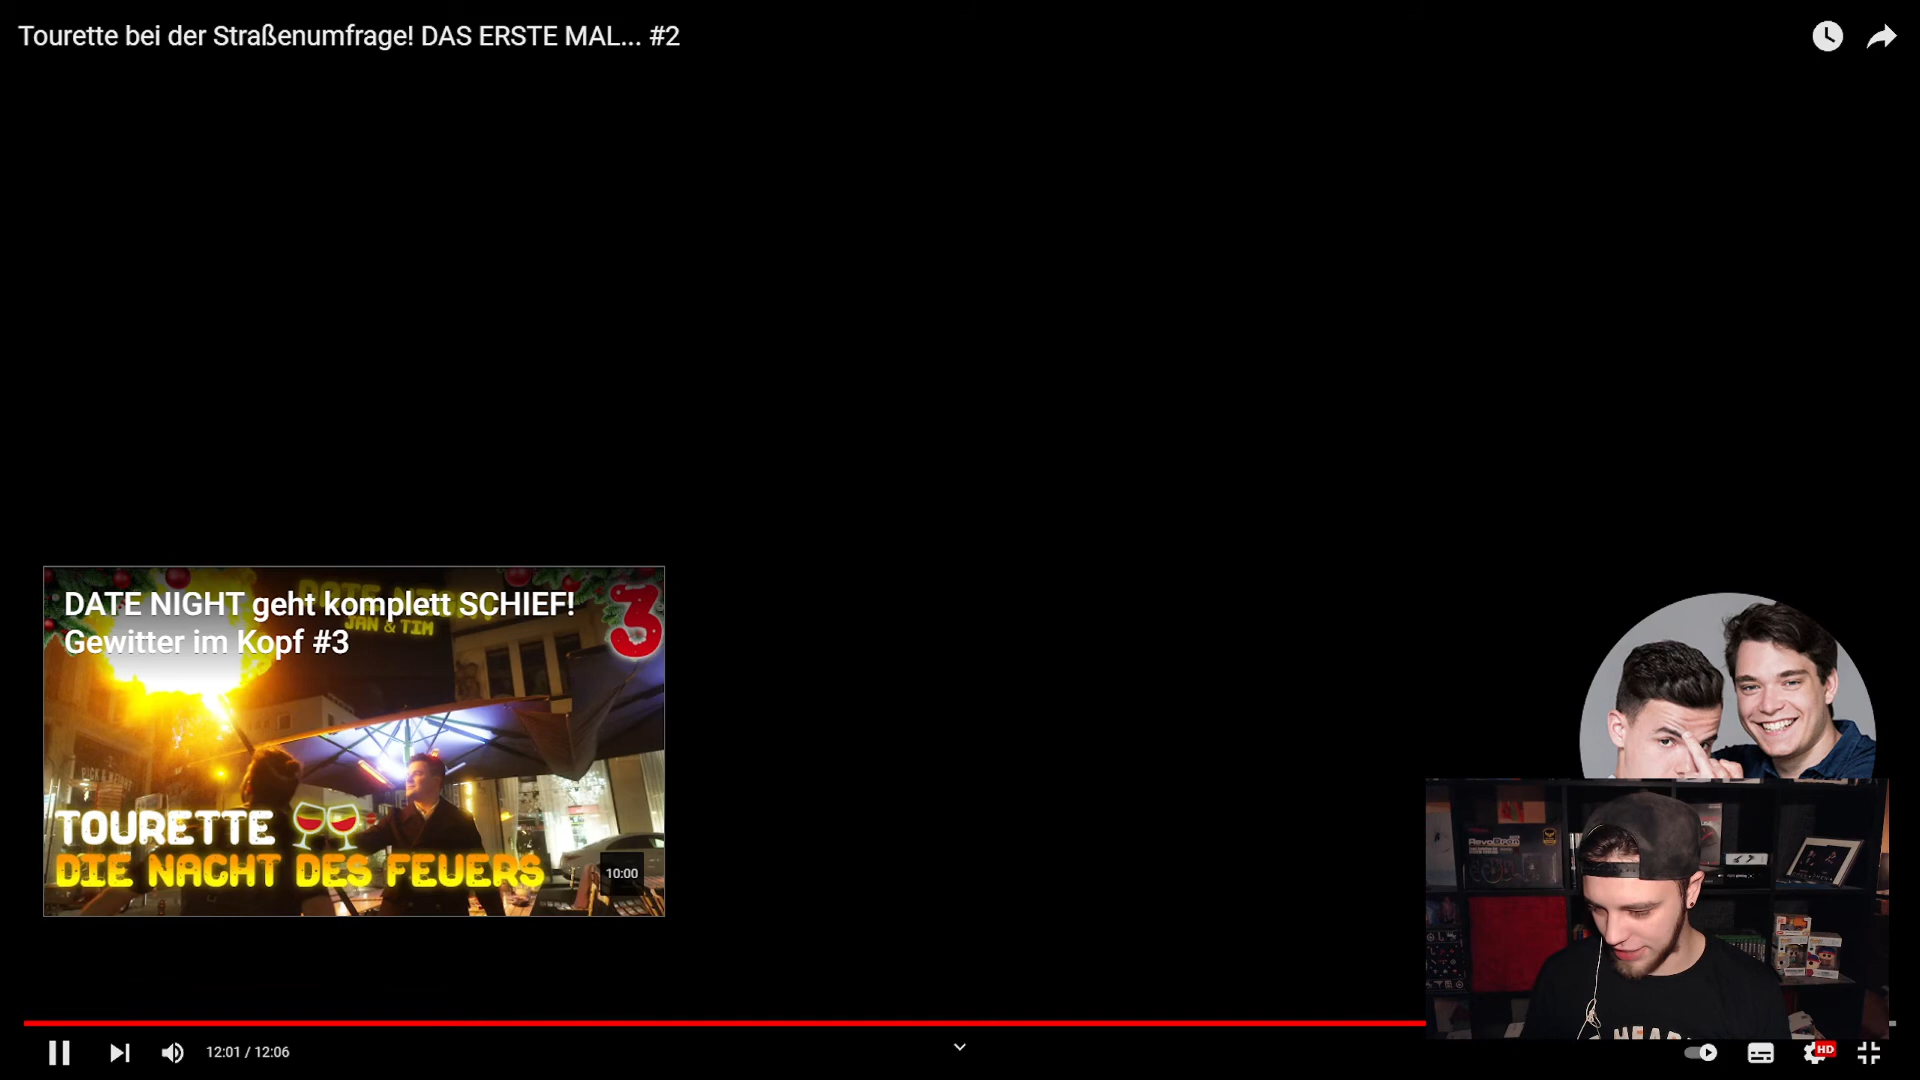 Tourette bei der Straßenumfrage! DAS ERSTE MAL... #2
DATE NIGHT geht komplett SCHIEF!
Gewitter im Kopf #3
JAN & TIM
3
TOURETTE
DIE NACHT DES FEUERS
10:00
12:01 / 12:06
HD